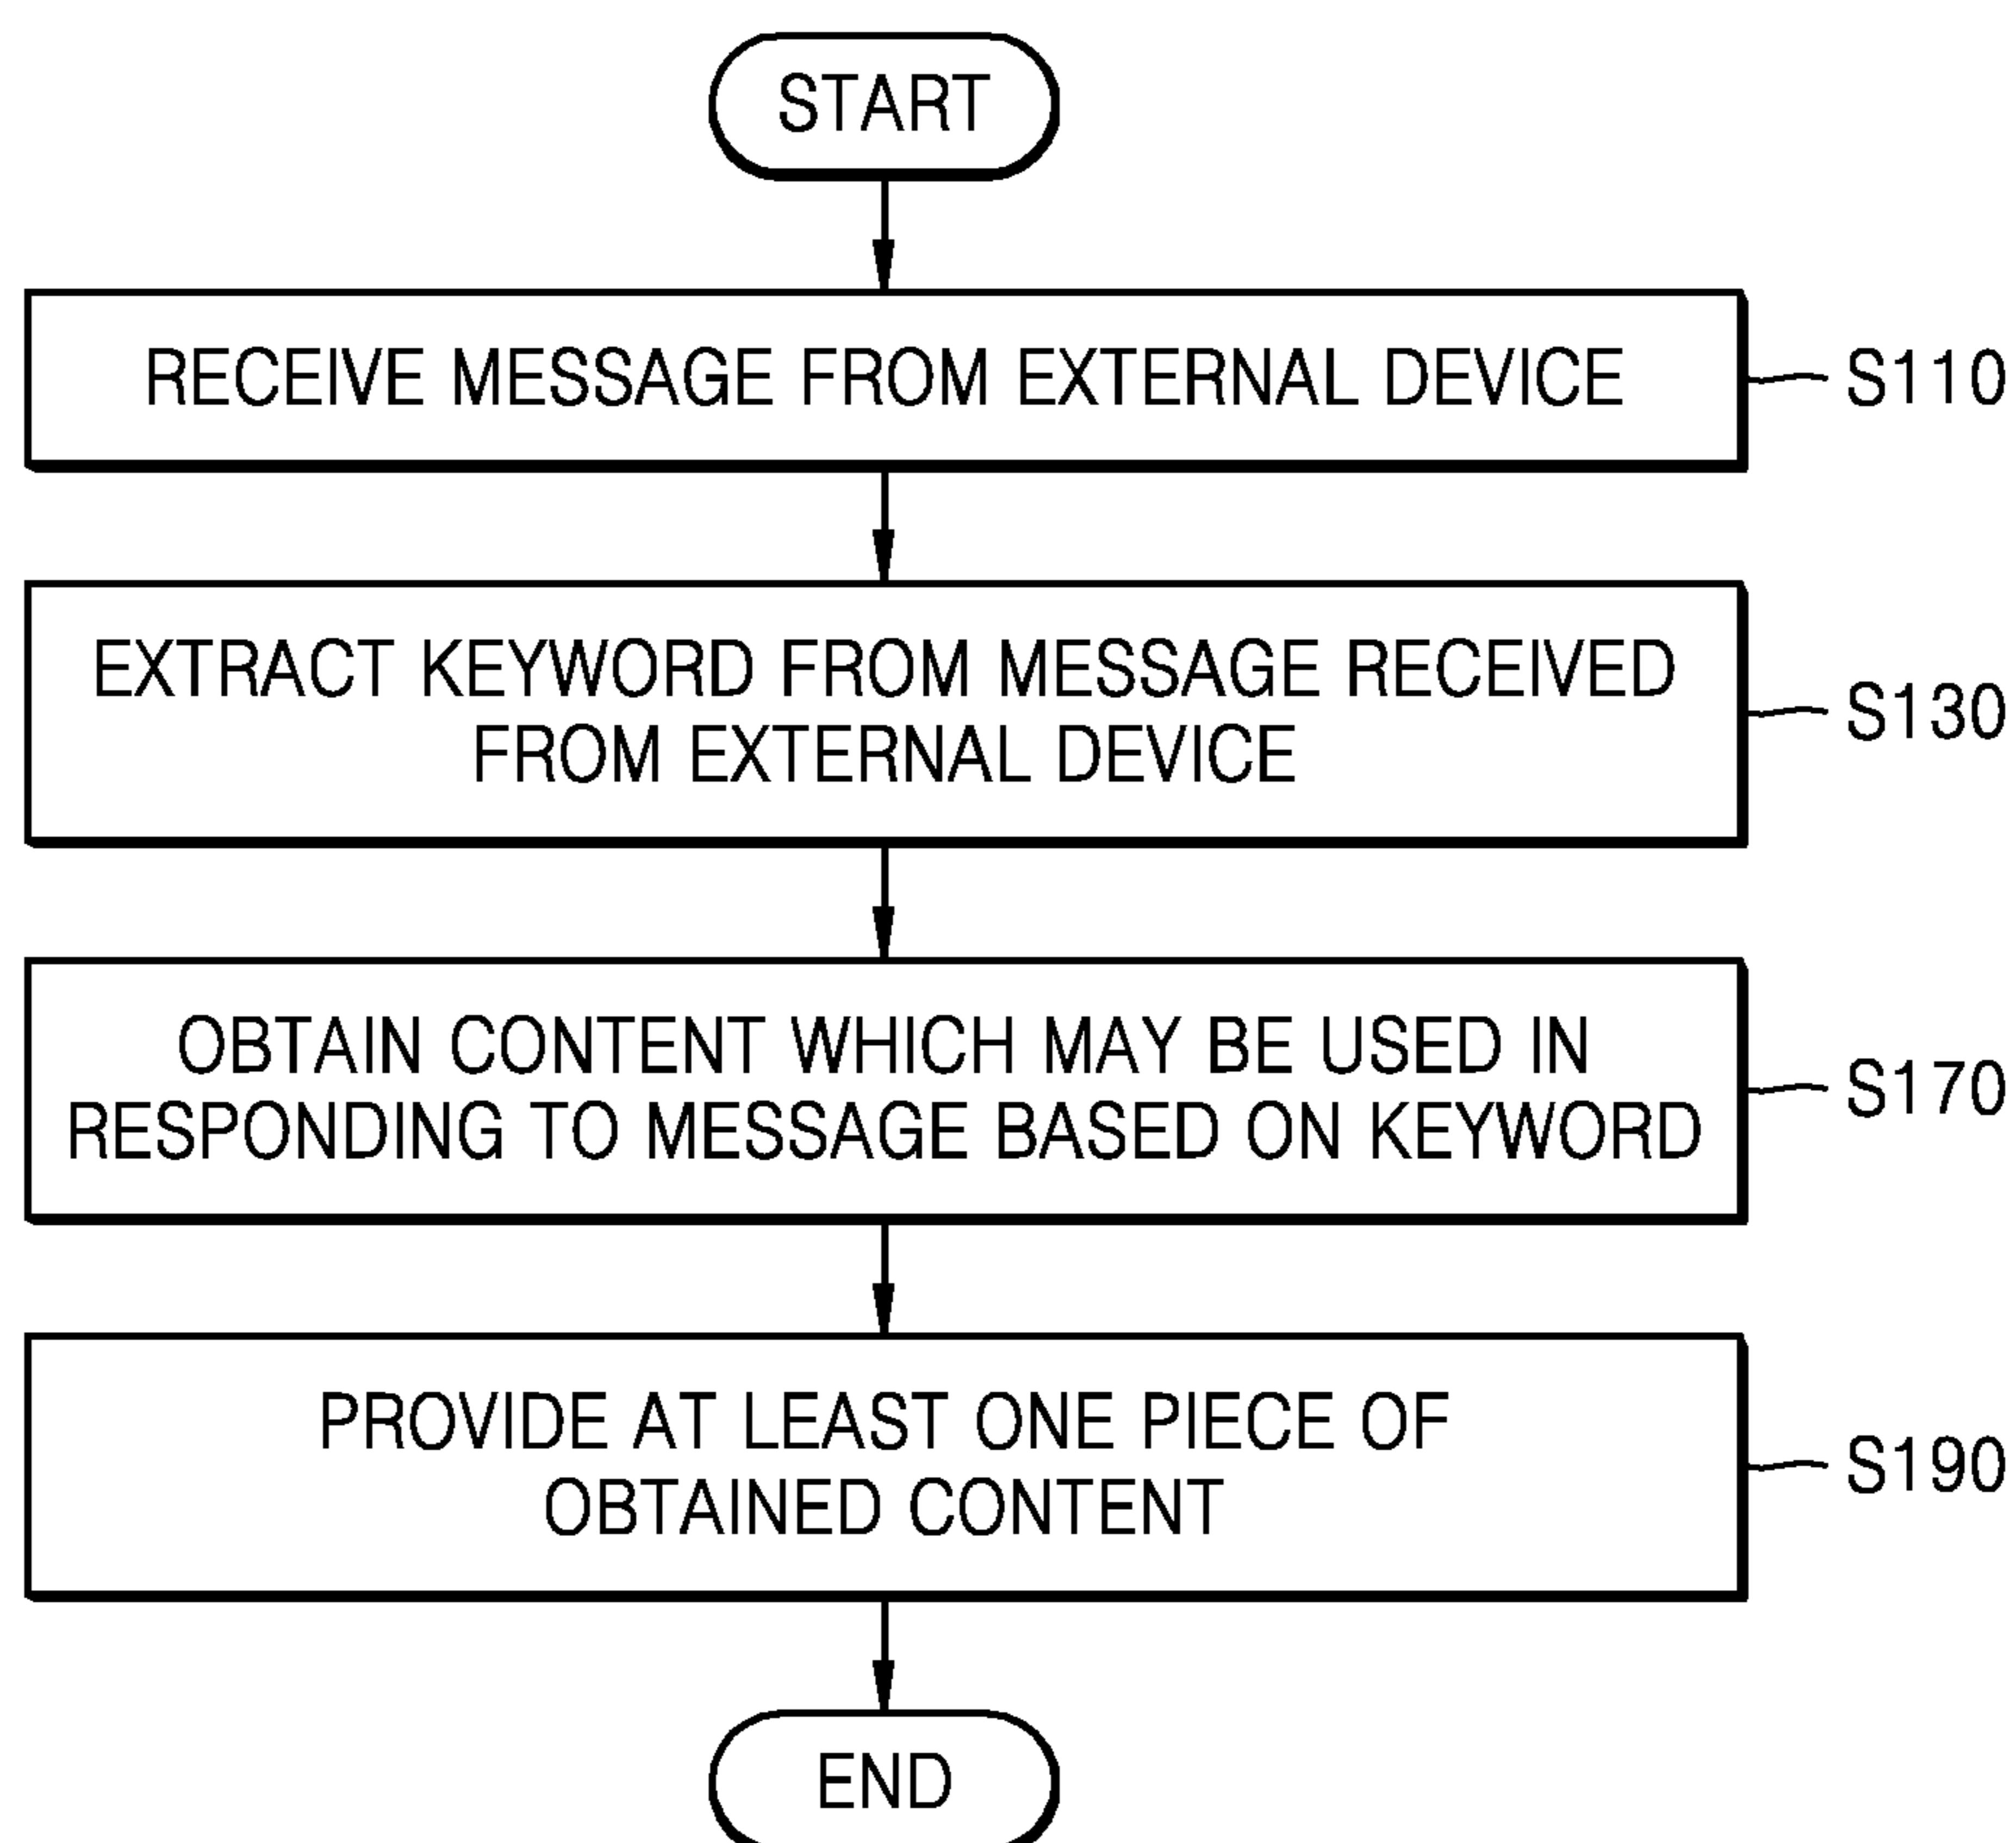 START
RECEIVE MESSAGE FROM EXTERNAL DEVICE
S110
EXTRACT KEYWORD FROM MESSAGE RECEIVED
FROM EXTERNAL DEVICE
S130
OBTAIN CONTENT WHICH MAY BE USED IN
RESPONDING TO MESSAGE BASED ON KEYWORD
S170
PROVIDE AT LEAST ONE PIECE OF
OBTAINED CONTENT
S190
END